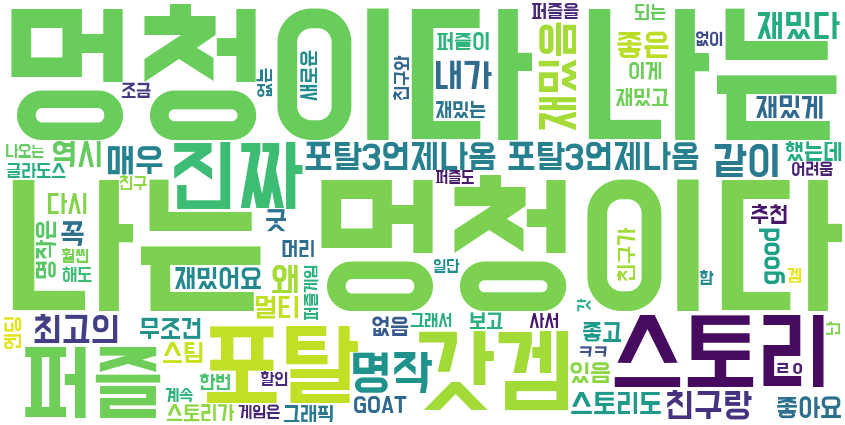 멍청이다 나는
퍼즐이
퍼즐을
되는
없이
재밌다
조금
없는
새로운
친구와
내가
재밌는
재밌음
좋은
이게
재밌고
재밌게
나오는
역시
매우
진짜
포탈3언제나옴 포탈3언제나옴
같이
했는데
글라도스
친구
퍼즐도
어려움
나는 멍청이다
다시
굿
추천
명작은
꼭
훨씬
해도
머리
재밌어요
왜
퍼즐게임
일단
친구가
함
good
겜
멀티
갓
엔딩
최고의
무조건
포탈
없음
그래서
보고
사서
좋고
스토리
난
퍼즐
스팀
명작
갓겜
ㅋㅋ
ㄹㅇ
한번
할인
있음
계속
스토리가
게임은
그래픽
GOAT
스토리도
친구랑
좋아요